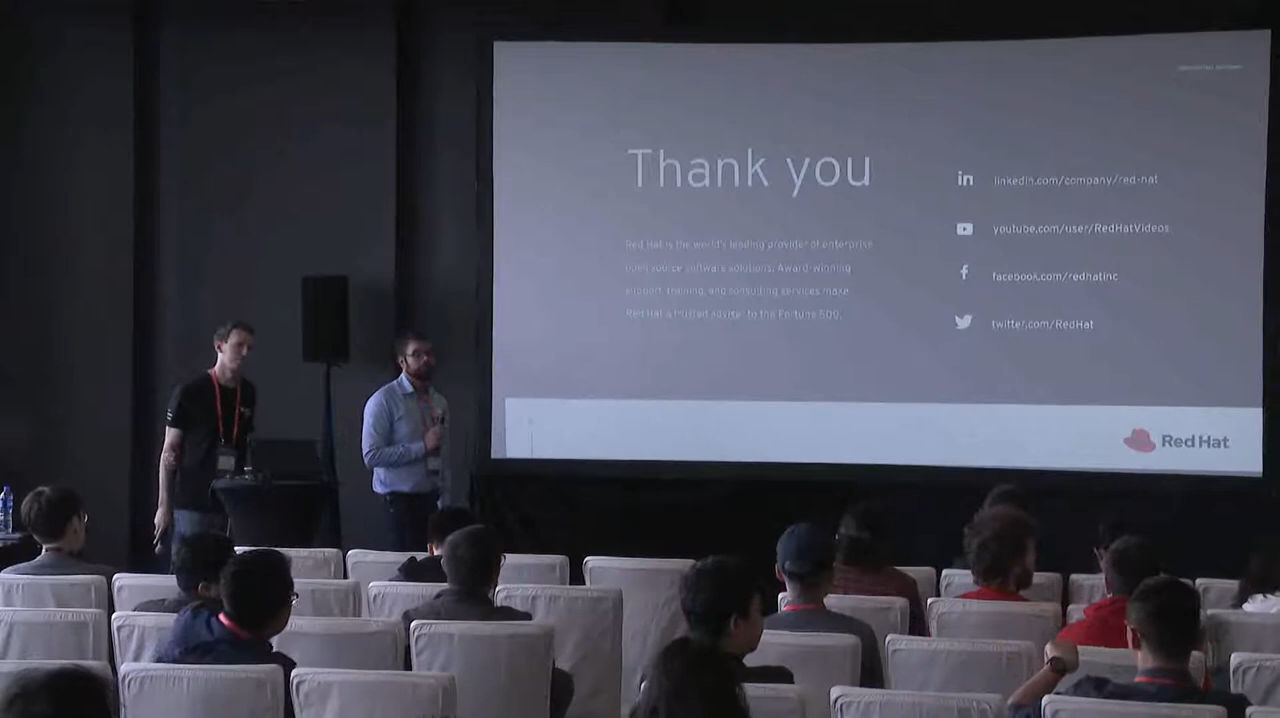 Thank you
Red Hat is the world's leading provider of enterprise
open source software solutions. Award-winning
support, training, and consulting services make
Red Hat a trusted adviser to the Fortune 500.
linkedin.com/company/red-hat
youtube.com/user/RedHatVideos
facebook.com/redhatinc
twitter.com/RedHat
Red Hat